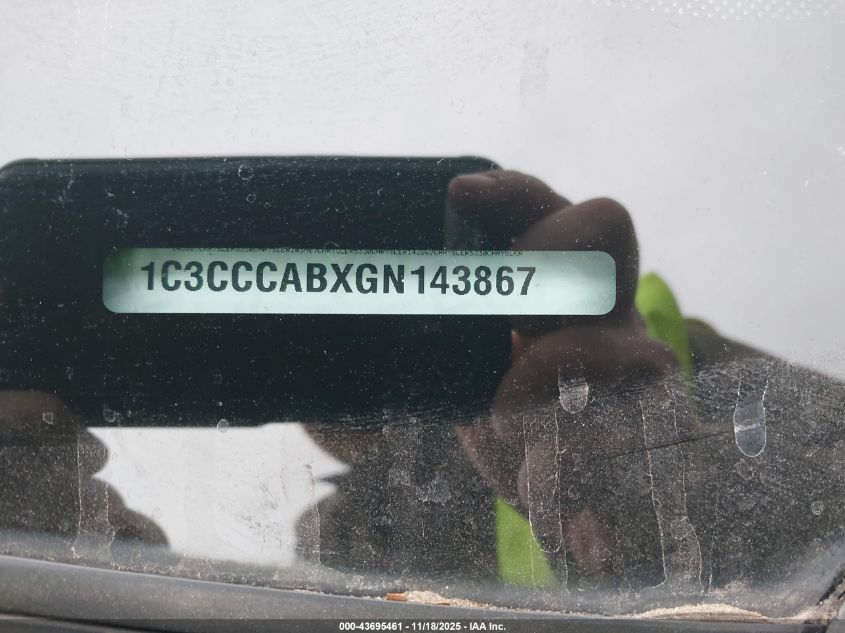 1C3CCCABXGN143867
000-43695461 - 11/18/2025 - IAA Inc.